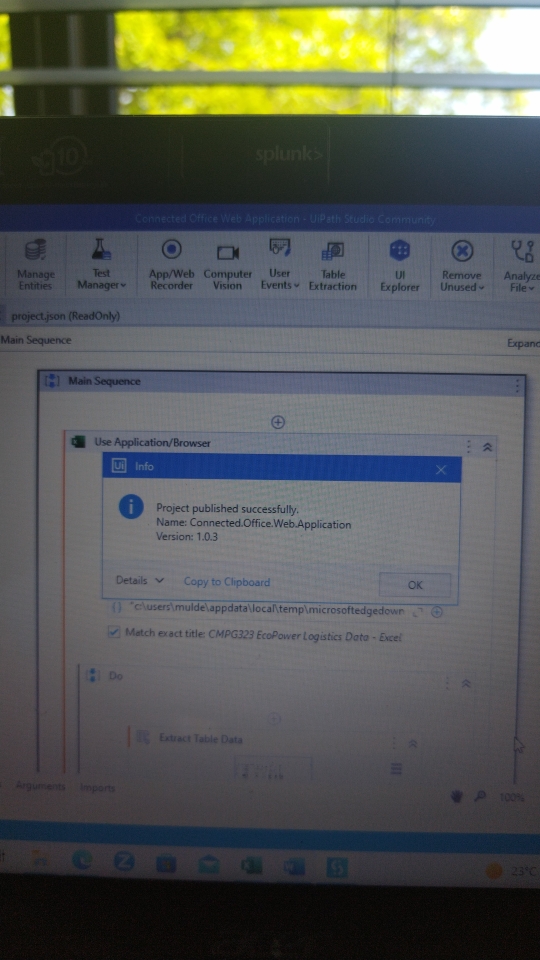 10
splunk>
Connected Office Web Application - UiPath Studio Community
Manage Entities
Test Manager
App/Web Recorder
Computer Vision
User Events
Table Extraction
UI Explorer
Remove Unused
Analyze File
project.json (ReadOnly)
Main Sequence
Expand
Main Sequence
Use Application/Browser
Ui Info
Project published successfully.
Name: Connected.Office.Web.Application
Version: 1.0.3
Details
Copy to Clipboard
OK
"c:\users\mulde\appdata\local\temp\microsoftedgedown
Match exact title: CMPG323 EcoPower Logistics Data - Excel
Do
Extract Table Data
Arguments
Imports
100%
23°C